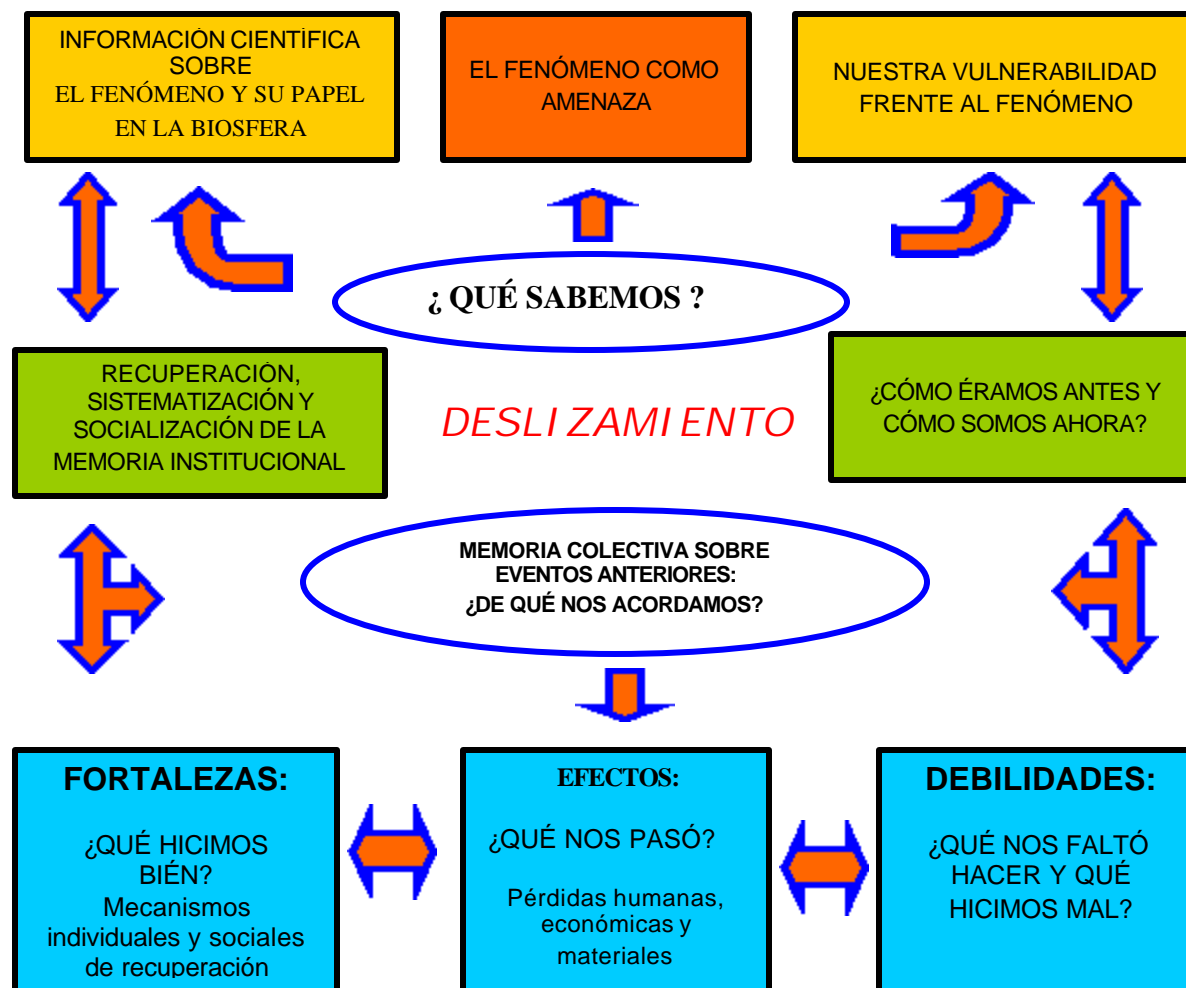 INFORMACIÓN CIENTÍFICA
SOBRE
EL FENÓMENO Y SU PAPEL
EN LA BIOSFERA
EL FENÓMENO COMO
AMENAZA
NUESTRA VULNERABILIDAD
FRENTE AL FENÓMENO
¿ QUÉ SABEMOS ?
RECUPERACIÓN,
SISTEMATIZACIÓN Y
SOCIALIZACIÓN DE LA
MEMORIA INSTITUCIONAL
DESLIZAMIENTO
¿CÓMO ÉRAMOS ANTES Y
CÓMO SOMOS AHORA?
MEMORIA COLECTIVA SOBRE
EVENTOS ANTERIORES:
¿DE QUÉ NOS ACORDAMOS?
FORTALEZAS:
¿QUÉ HICIMOS
BIÉN?
Mecanismos
individuales y sociales
de recuperación
EFECTOS:
¿QUÉ NOS PASÓ?
Pérdidas humanas,
económicas y
materiales
DEBILIDADES:
¿QUÉ NOS FALTÓ
HACER Y QUÉ
HICIMOS MAL?